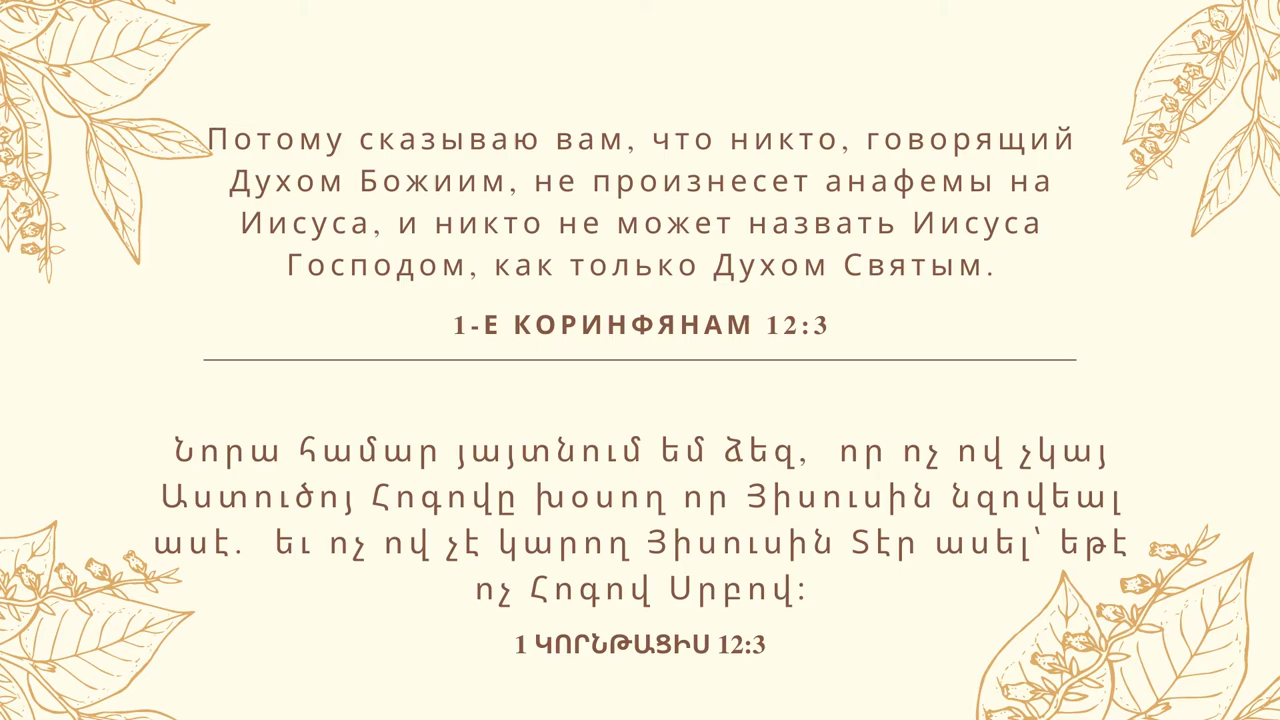 Потому сказываю вам, что никто, говорящий
Духом Божиим, не произнесет анафемы на
Иисуса, и никто не может назвать Иисуса
Господом, как только Духом Святым.
1-Е КОРИНФЯНАМ 12:3
Նորա համար յայտնում եմ ձեզ,  որ ոչ ով չկայ
Աստուծոյ Հոգովը խօսող որ Յիսուսին նզովեալ
ասէ.  եւ ոչ ով չէ կարող Յիսուսին Տէր ասել՝ եթէ
ոչ Հոգով Սրբով:
1 ԿՈՐՆԹԱՑԻՍ 12:3